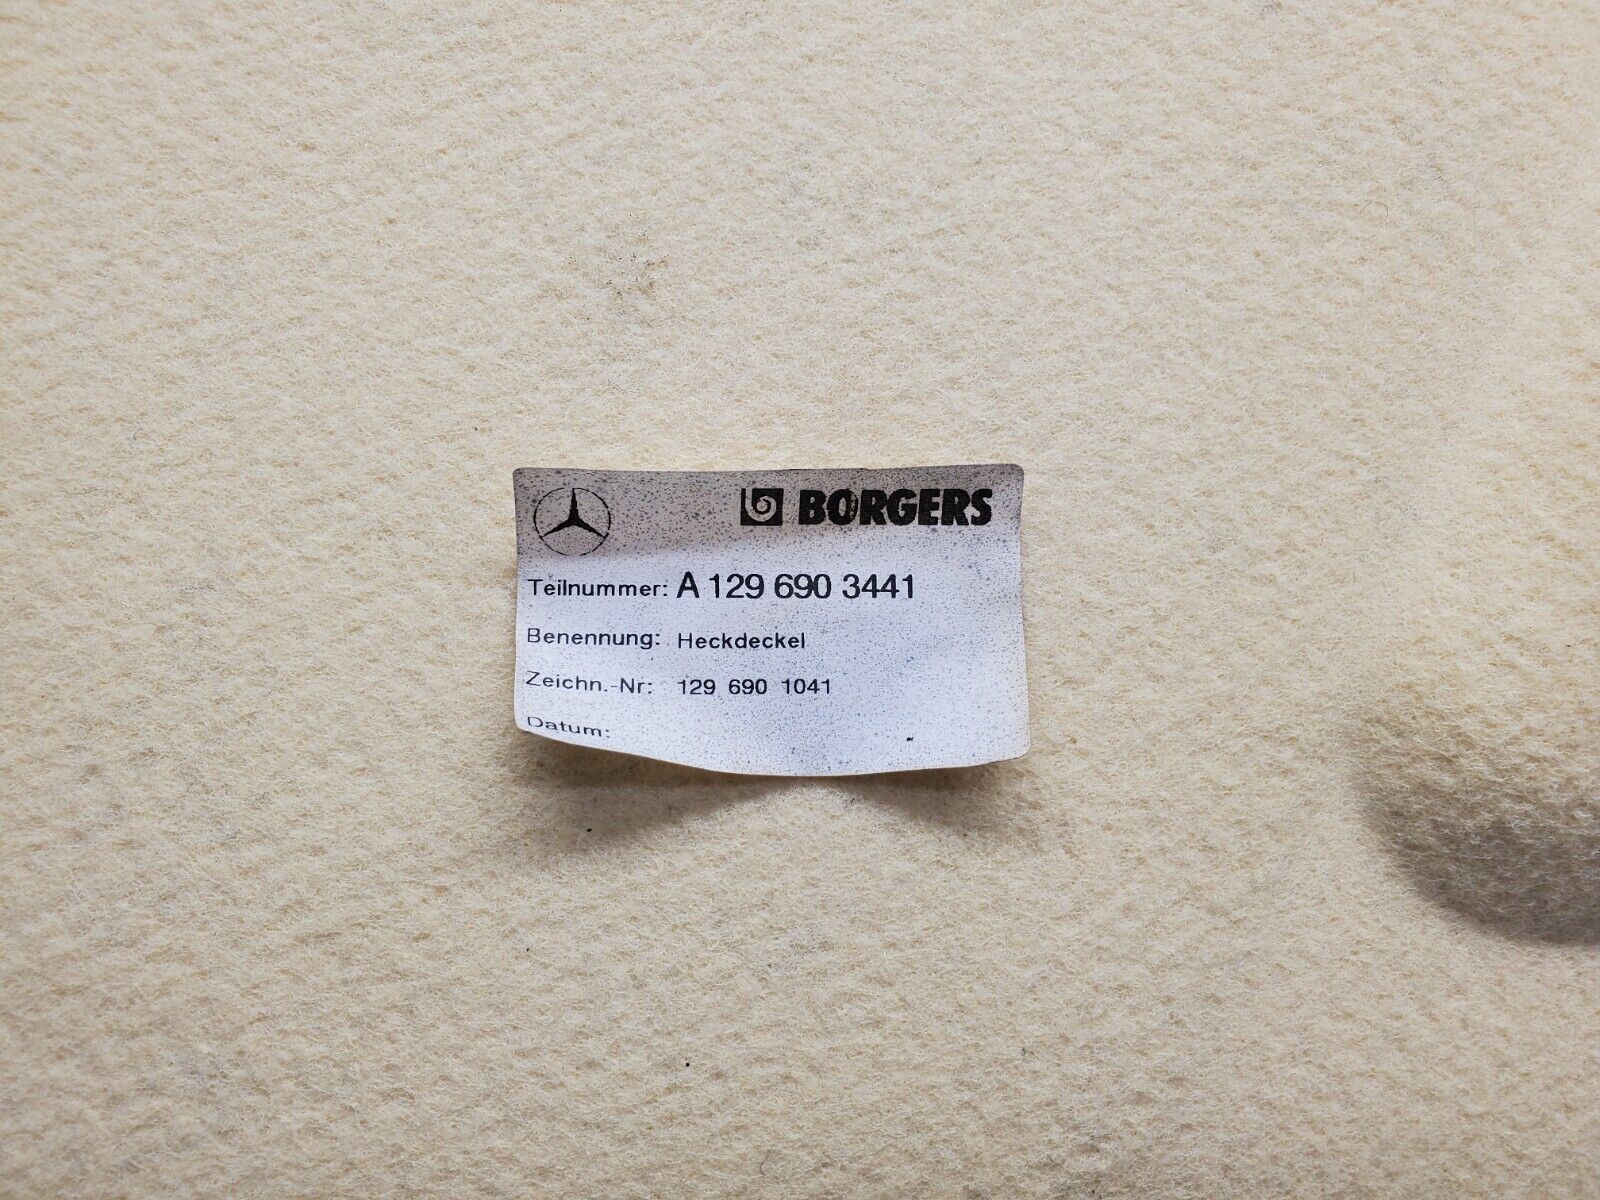 BORGERS
Teilnummer: A 129 690 3441
Benennung: Heckdeckel
Zeichn.-Nr: 129 690 1041
Datum: